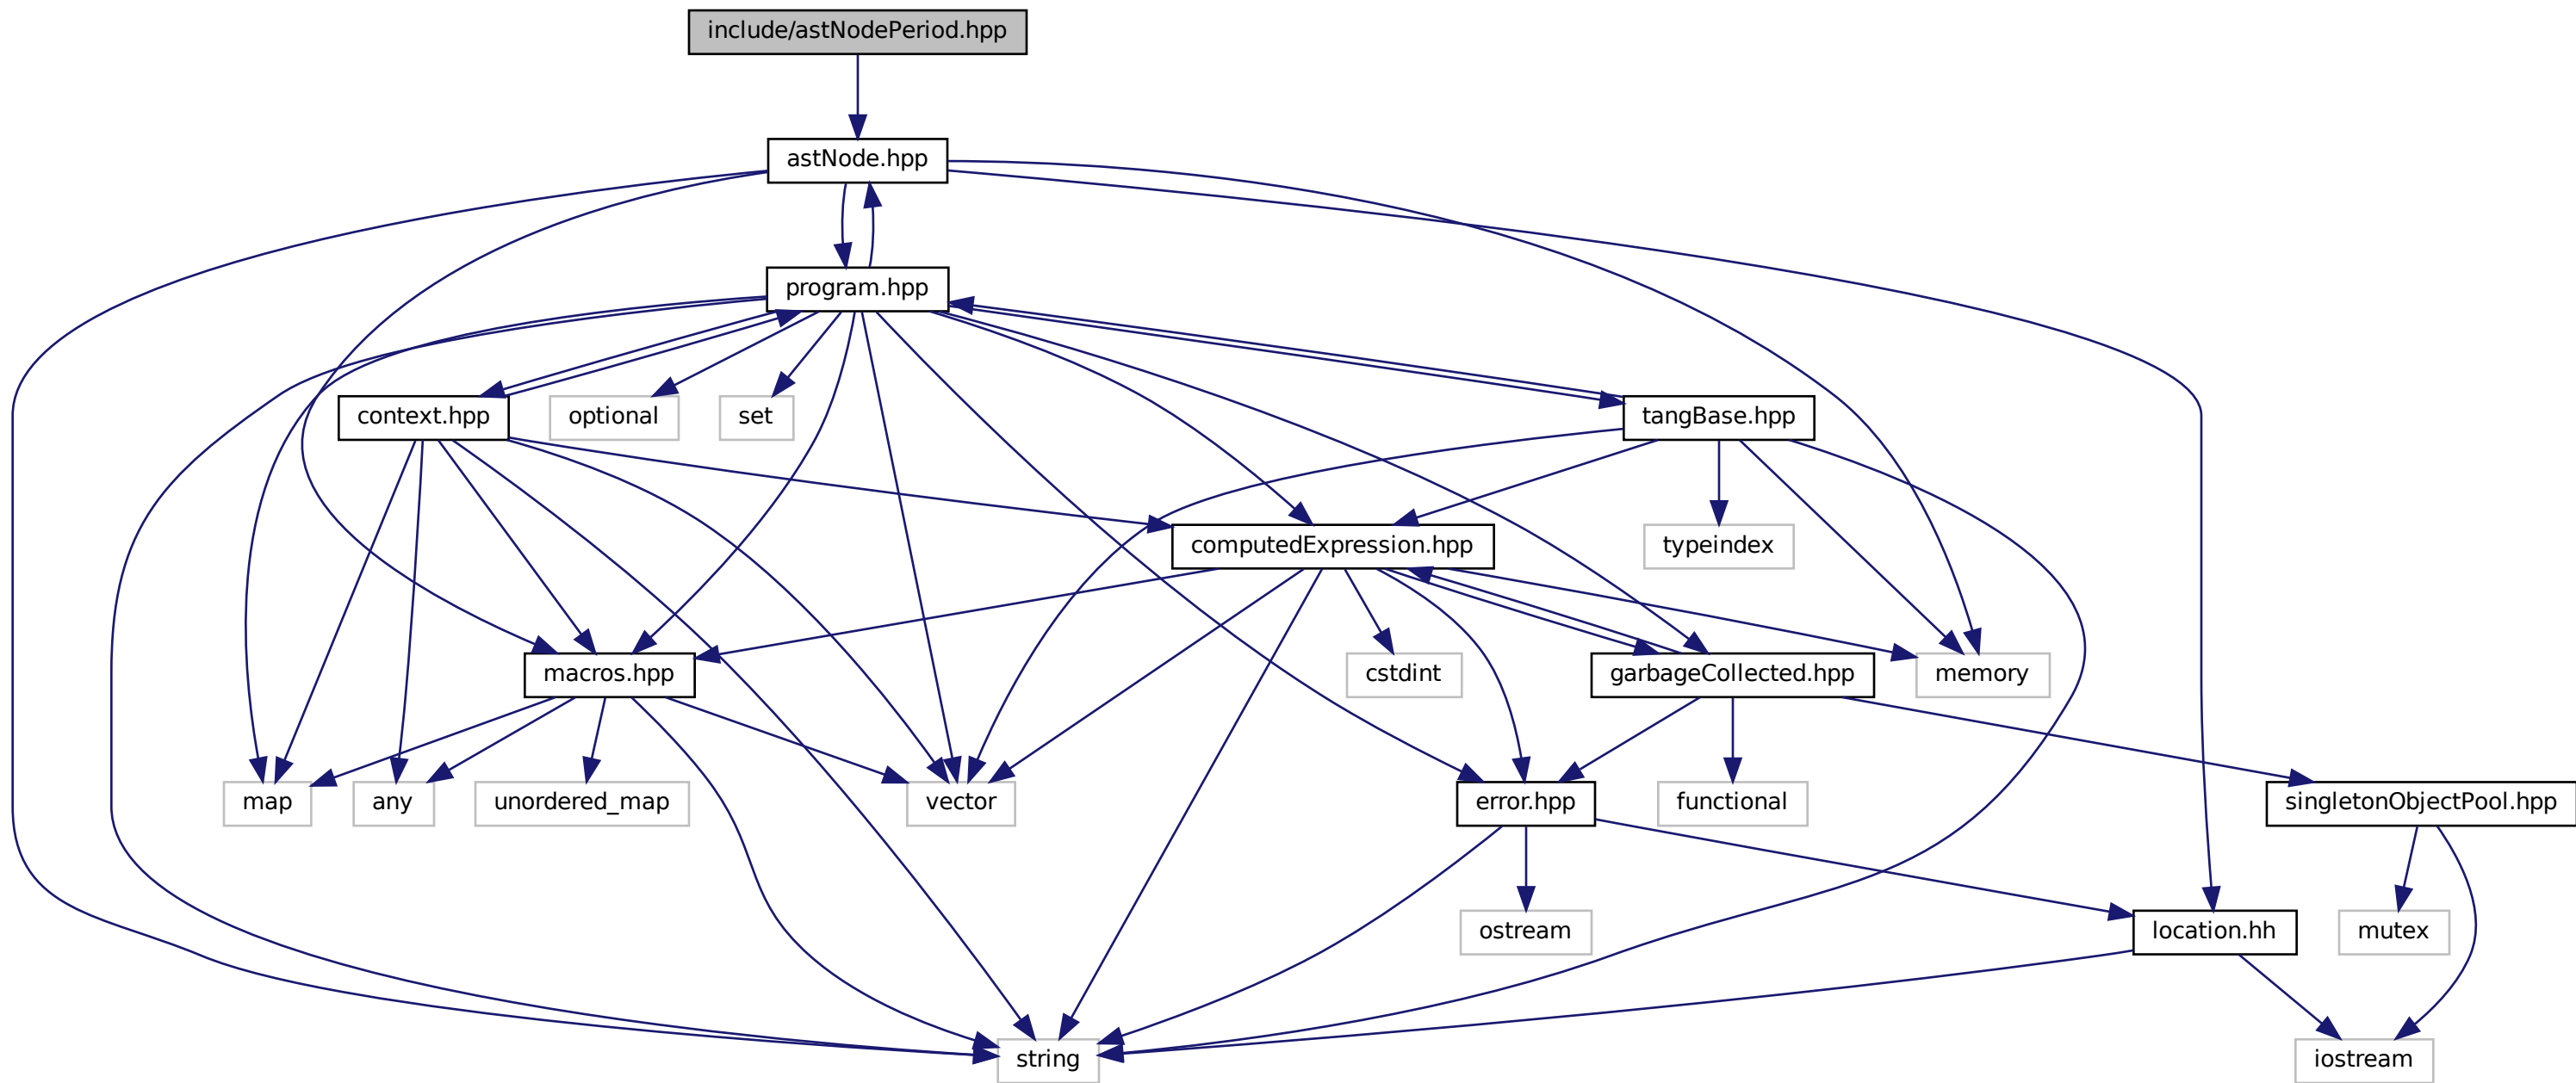 include/astNodePeriod.hpp
astNode.hpp
program.hpp
context.hpp
optional
set
tangBase.hpp
computedExpression.hpp
typeindex
macros.hpp
cstdint
garbageCollected.hpp
memory
map
any
unordered_map
vector
error.hpp
functional
singletonObjectPool.hpp
ostream
location.hh
mutex
string
iostream